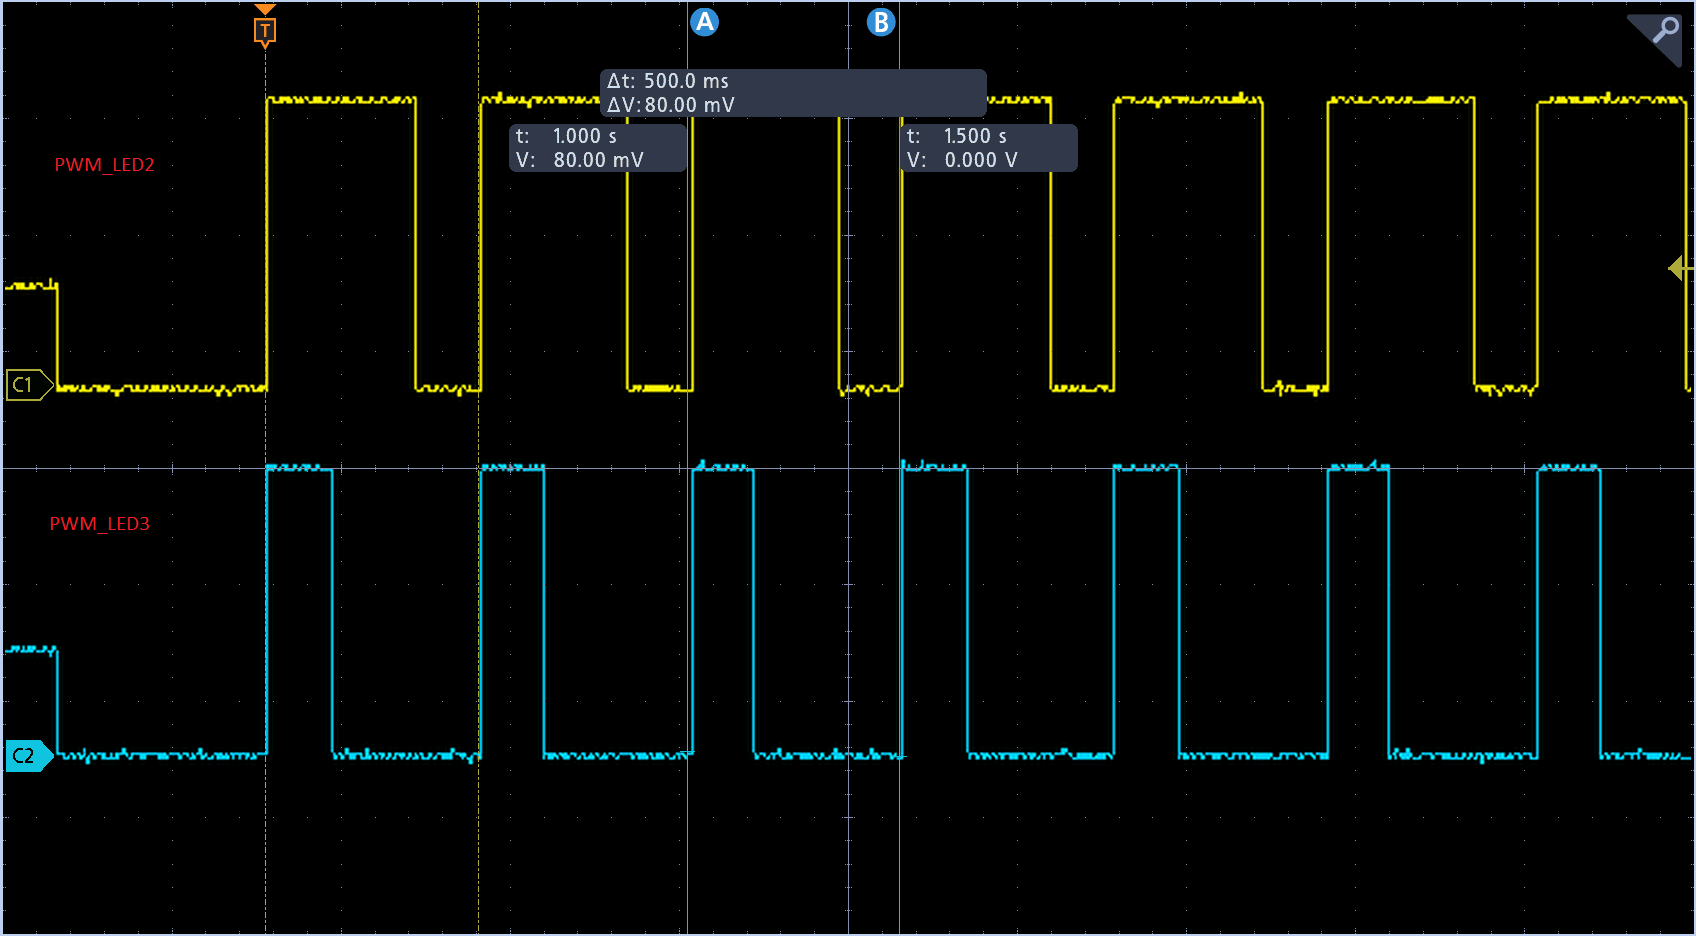 T
A
B
Δt: 500.0 ms
ΔV: 80.00 mV
t: 1.000 s
V: 80.00 mV
t: 1.500 s
V: 0.000 V
PWM_LED2
C1
PWM_LED3
C2